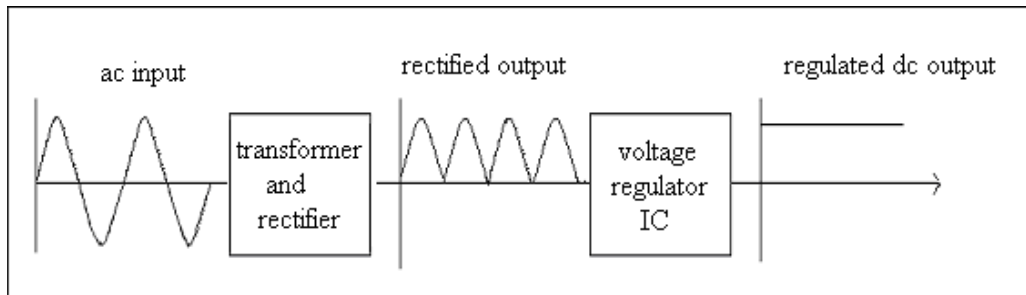 ac input
transformer
and
rectifier
rectified output
voltage
regulator
IC
regulated dc output